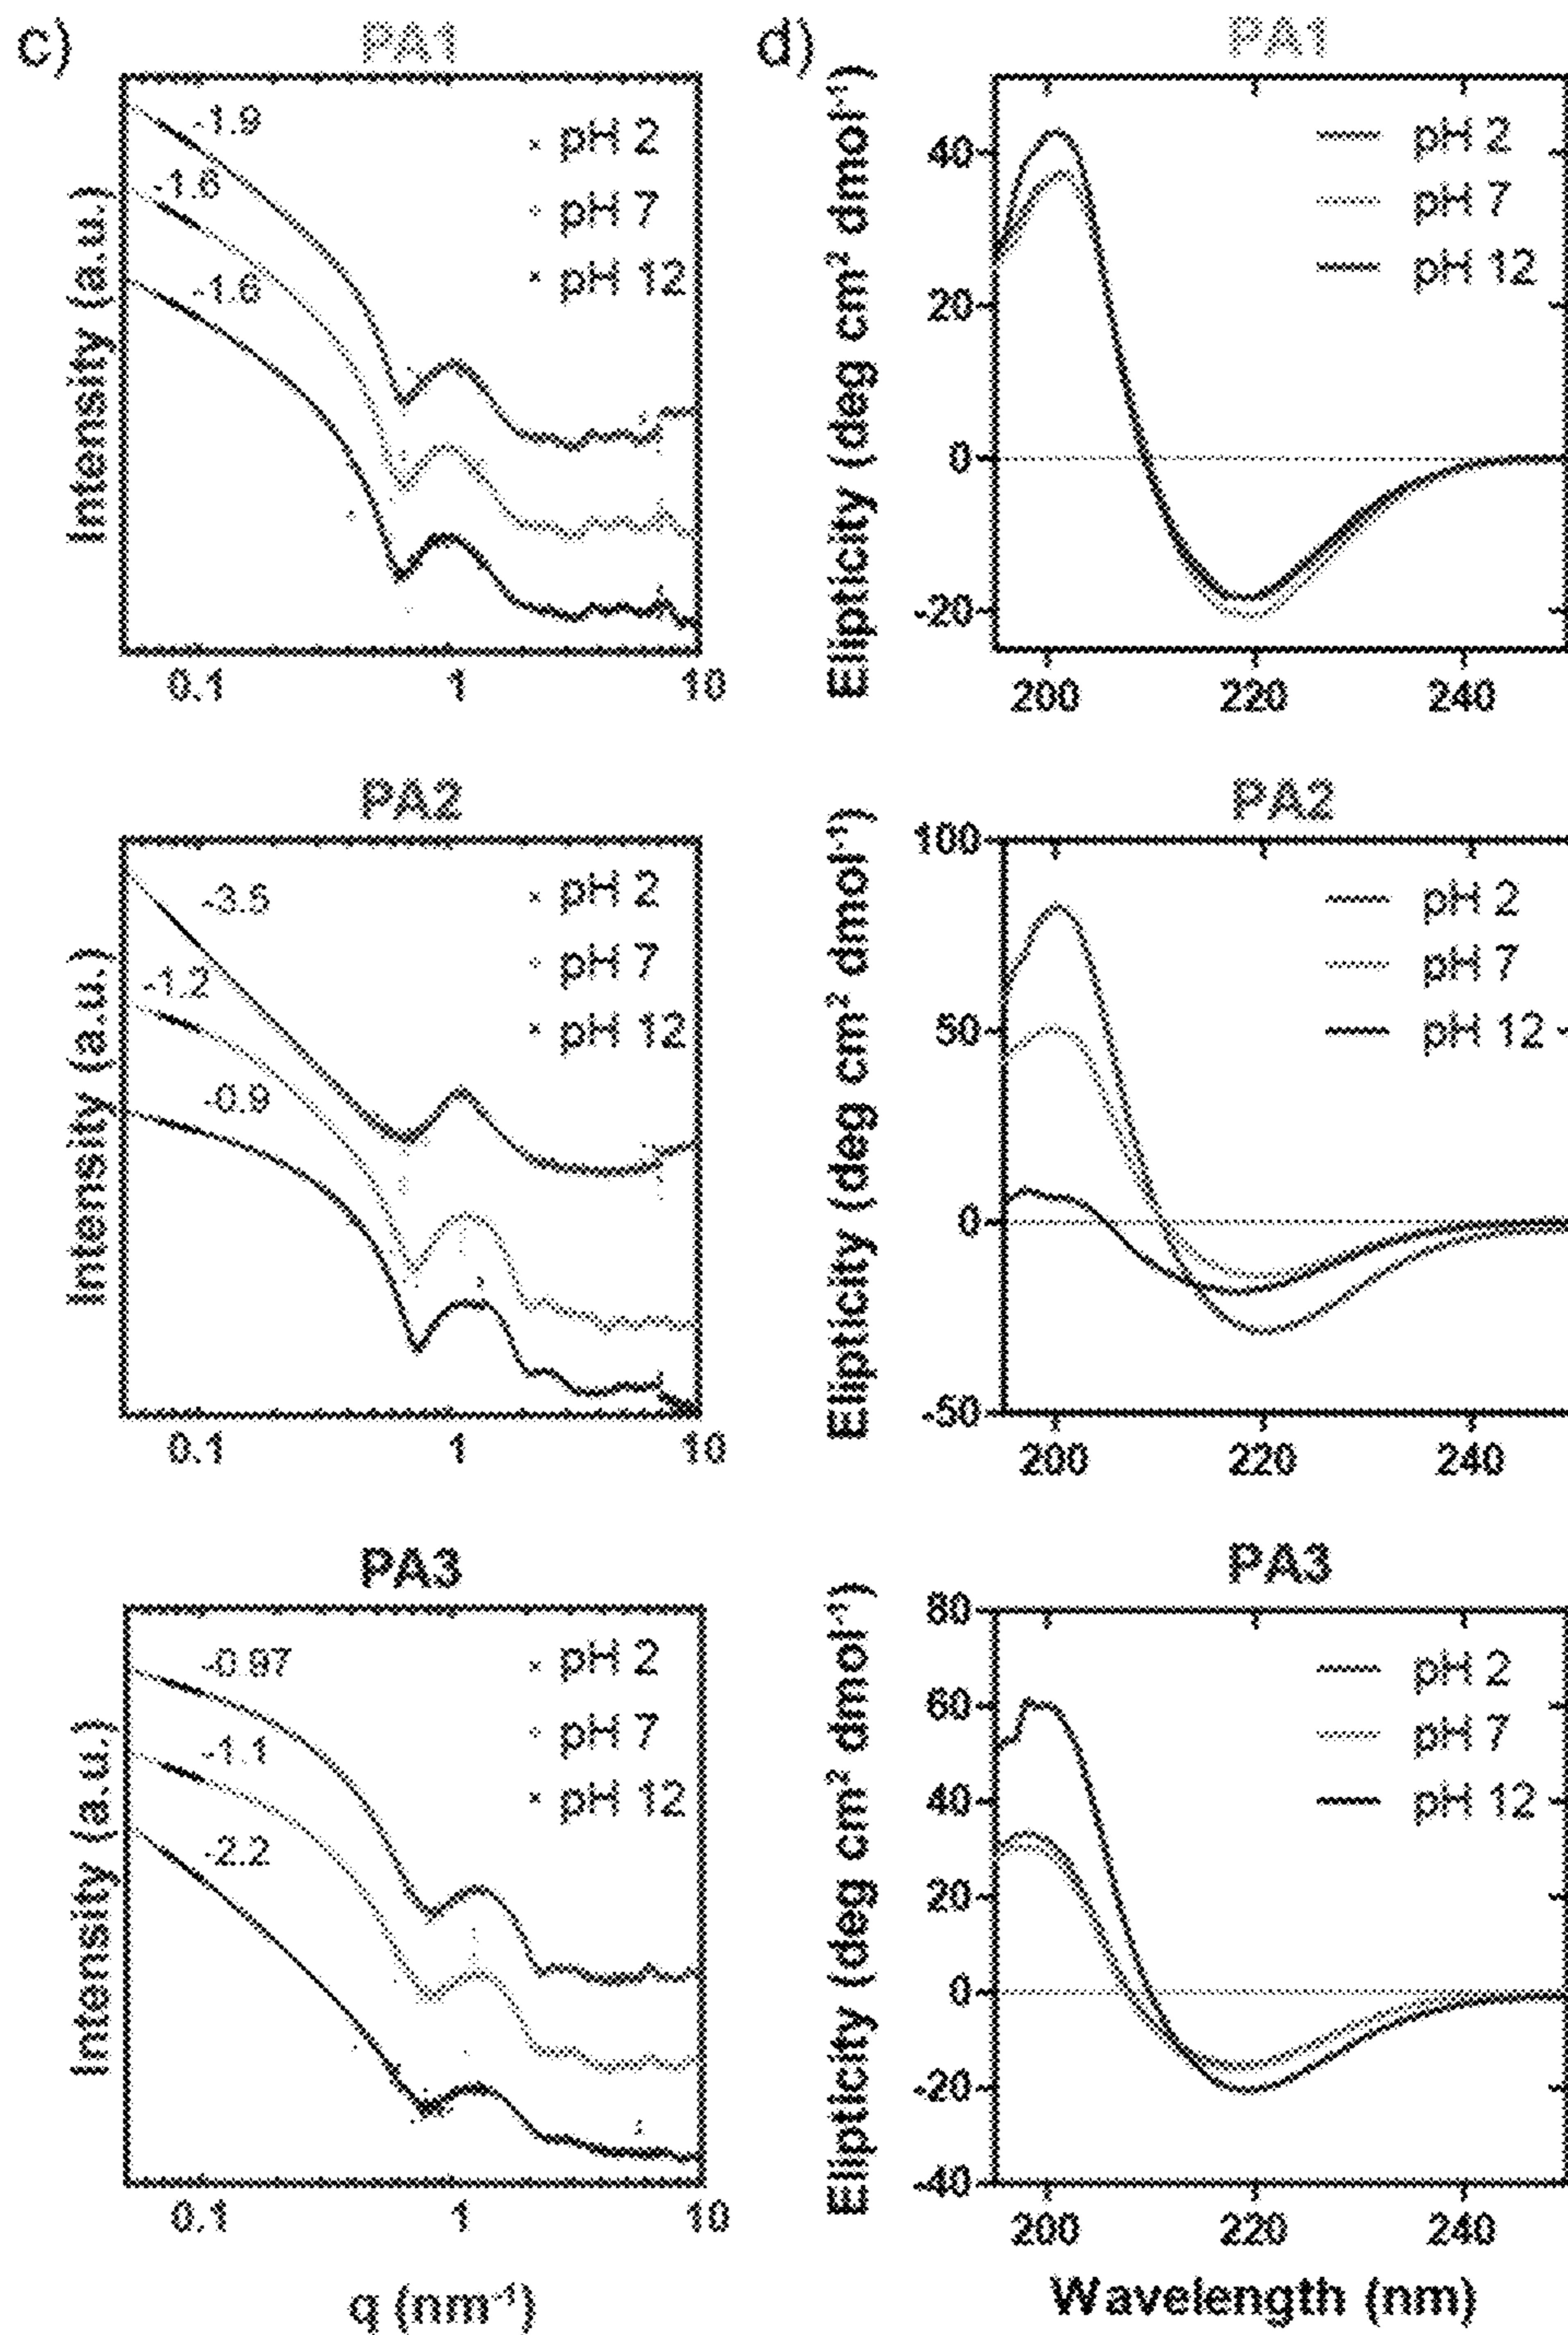 c)
PA1
-1.9
-1.6
-1.6
pH 2
pH 7
pH 12
Intensity (a.u.)
0.1 1 10
PA2
-3.5
-1.2
-0.9
pH 2
pH 7
pH 12
Intensity (a.u.)
0.1 1 10
PA3
-0.97
-1.1
-2.2
pH 2
pH 7
pH 12
Intensity (a.u.)
0.1 1 10
q (nm⁻¹)
d)
PA1
pH 2
pH 7
pH 12
Elipticity (deg cm² dmol⁻¹)
40
20
0
-20
200 220 240
PA2
pH 2
pH 7
pH 12
Elipticity (deg cm² dmol⁻¹)
100
50
0
-50
200 220 240
PA3
pH 2
pH 7
pH 12
Elipticity (deg cm² dmol⁻¹)
80
60
40
20
0
-20
-40
200 220 240
Wavelength (nm)